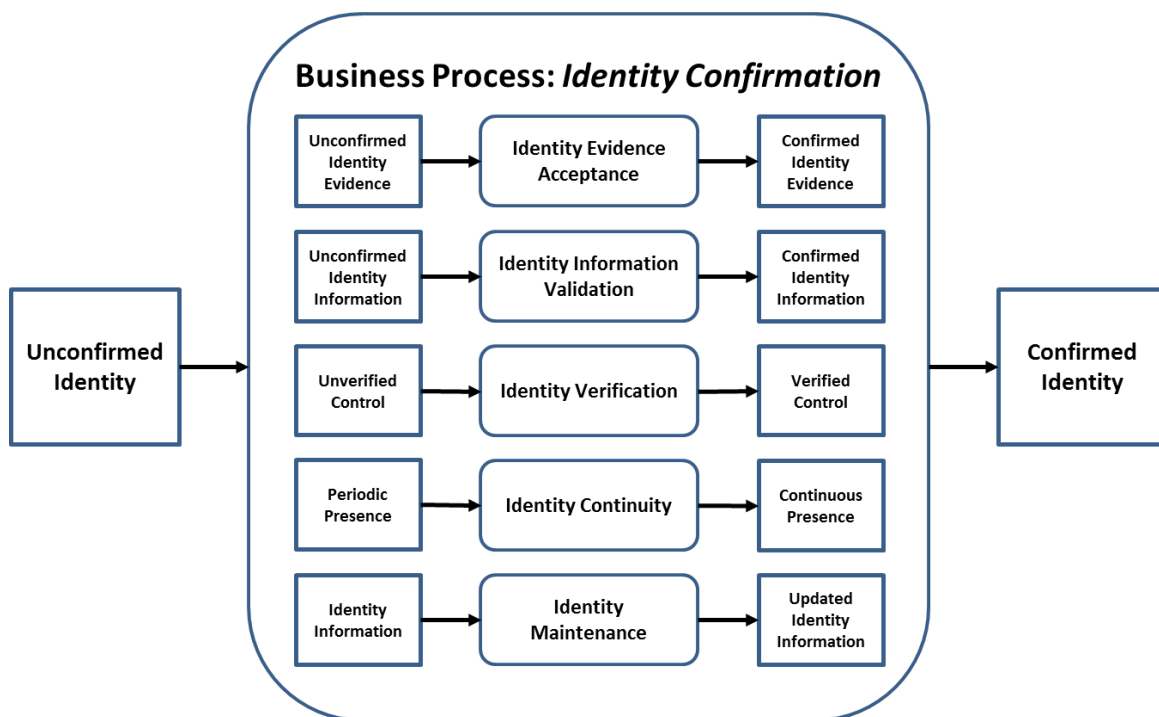 Business Process: Identity Confirmation
Unconfirmed
Identity
Evidence
Identity Evidence
Acceptance
Confirmed
Identity
Evidence
Unconfirmed
Identity
Information
Identity Information
Validation
Confirmed
Identity
Information
Unconfirmed
Identity
Unverified
Control
Identity Verification
Verified
Control
Confirmed
Identity
Periodic
Presence
Identity Continuity
Continuous
Presence
Identity
Information
Identity
Maintenance
Updated
Identity
Information